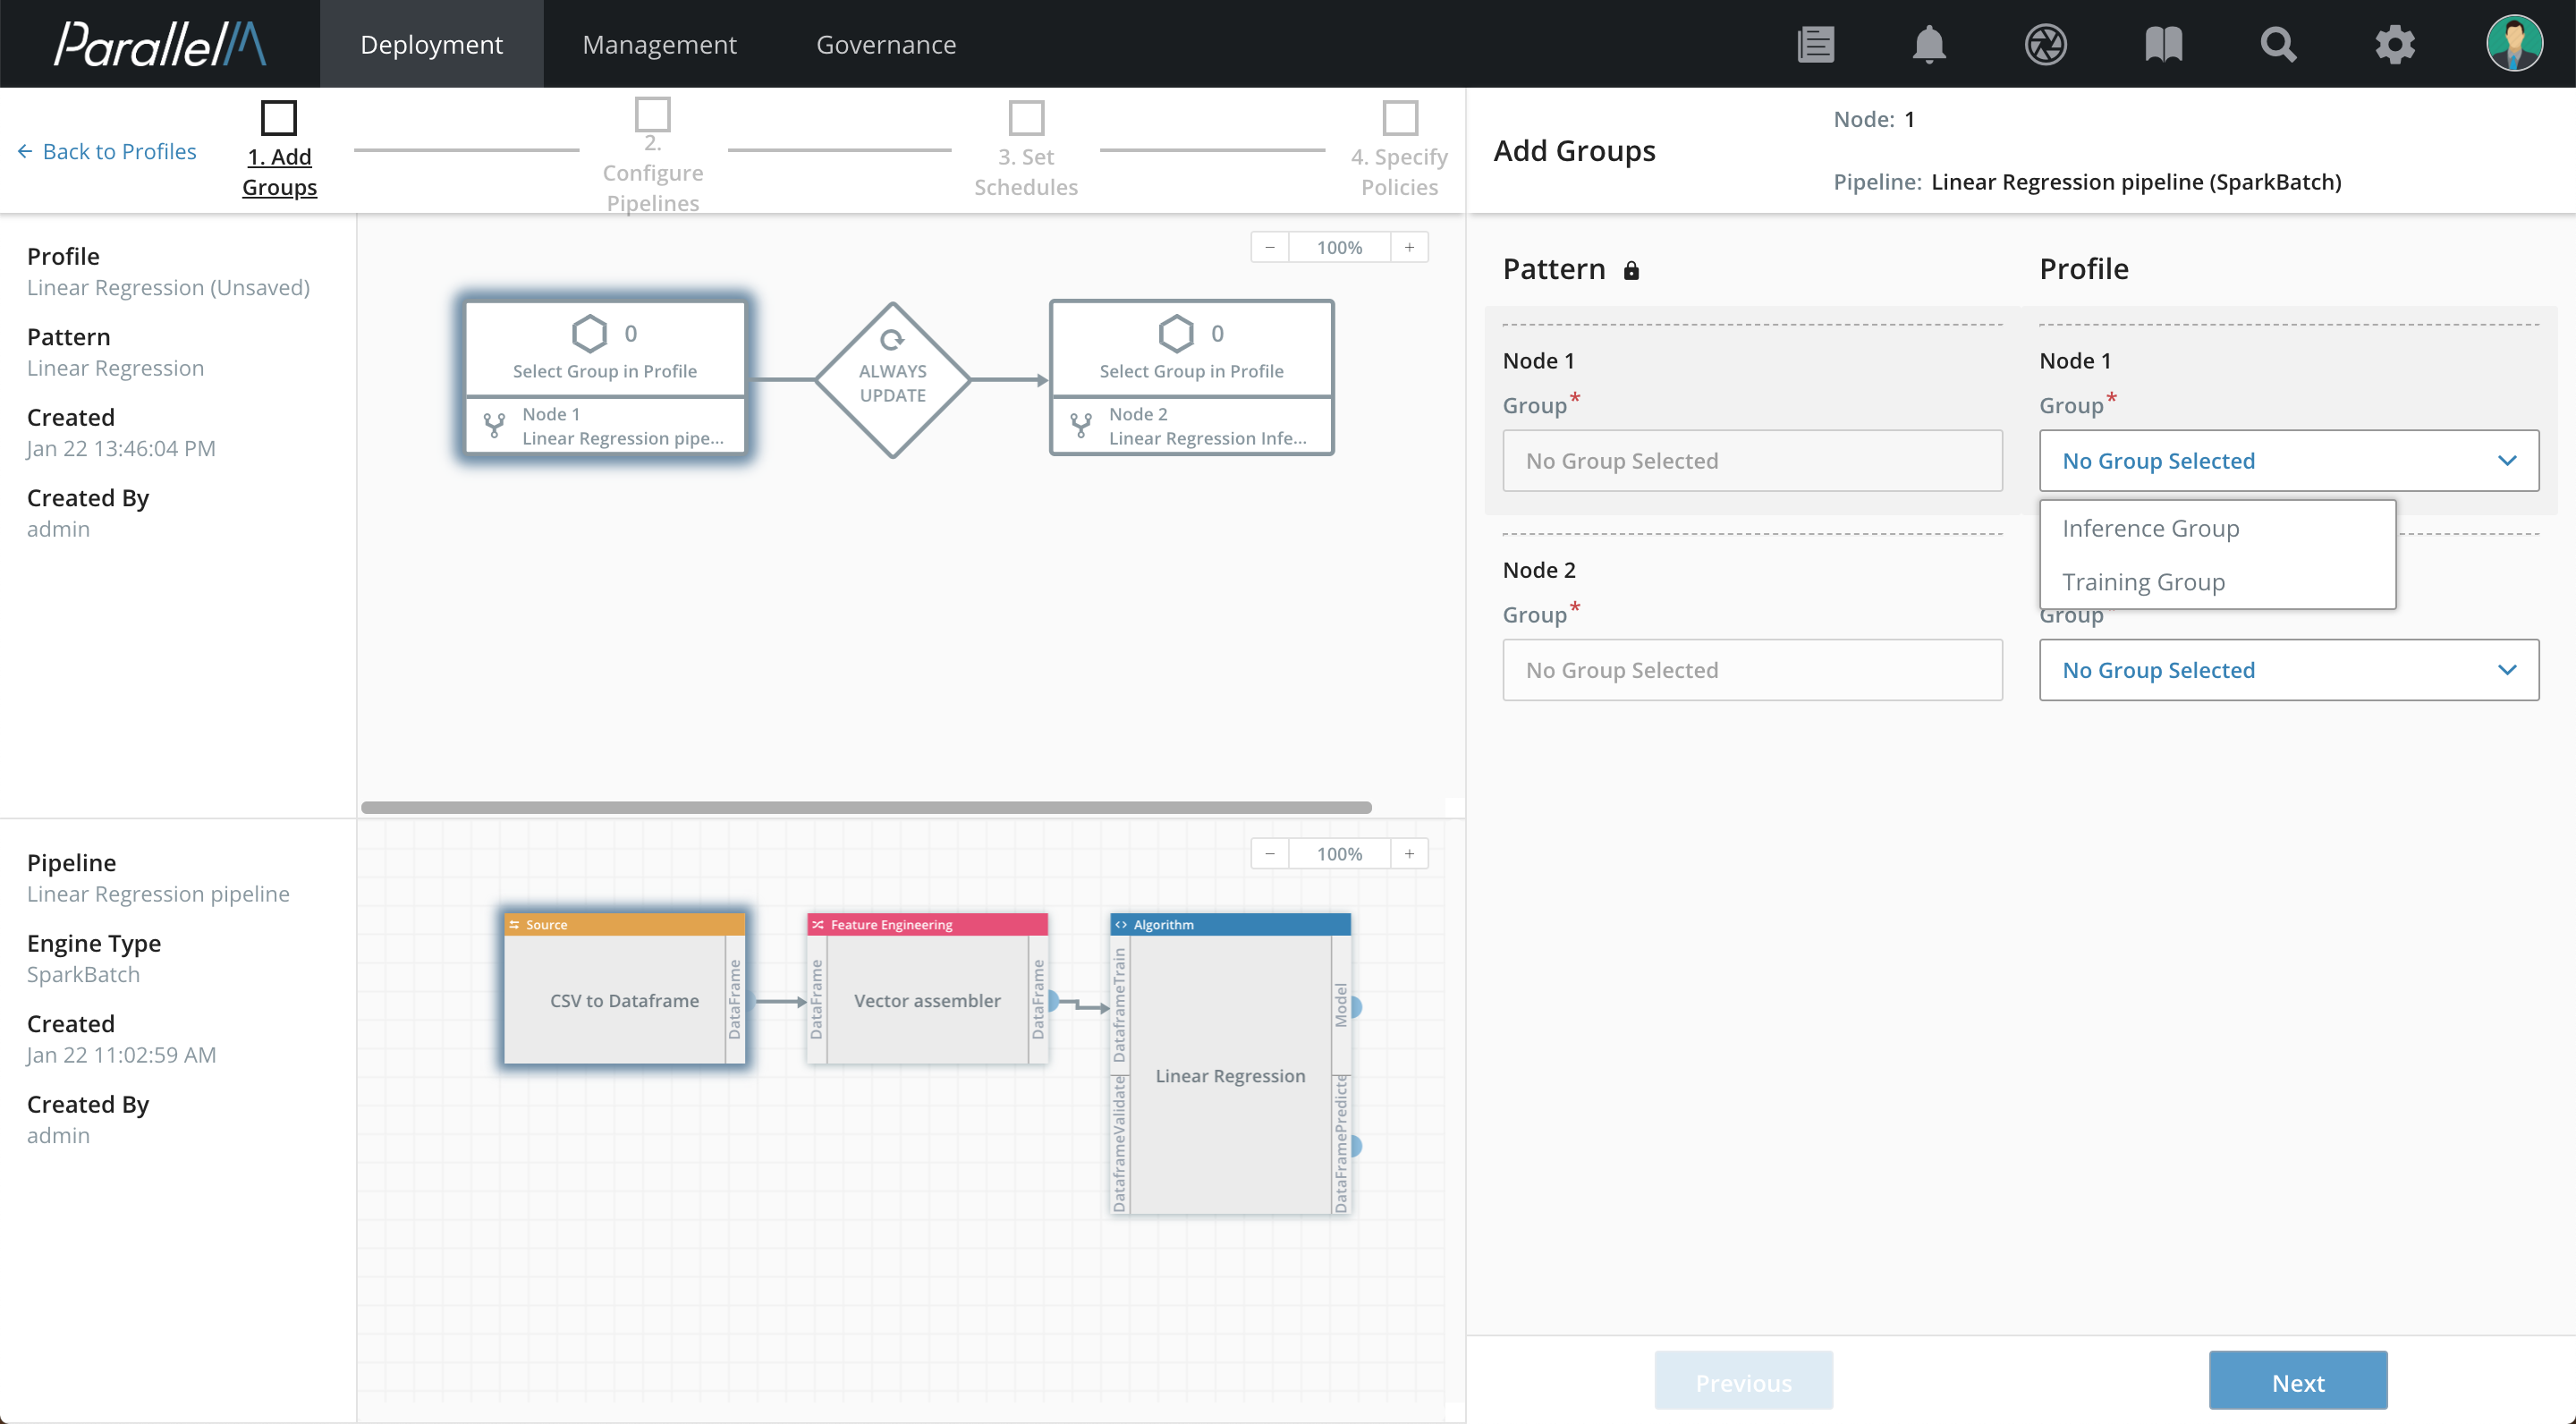 ParallelM
Deployment
Management
Governance
← Back to Profiles
1. Add
Groups
2.
Configure
Pipelines
3. Set
Schedules
4. Specify
Policies
Add Groups
Node: 1
Pipeline: Linear Regression pipeline (SparkBatch)
Profile
Linear Regression (Unsaved)
Pattern
Linear Regression
Created
Jan 22 13:46:04 PM
Created By
admin
− 100% +
0
Select Group in Profile
Node 1
Linear Regression pipe...
ALWAYS
UPDATE
0
Select Group in Profile
Node 2
Linear Regression Infe...
Pipeline
Linear Regression pipeline
Engine Type
SparkBatch
Created
Jan 22 11:02:59 AM
Created By
admin
− 100% +
Source
CSV to Dataframe
DataFrame
Feature Engineering
DataFrame
Vector assembler
DataFrame
Algorithm
DataframeTrain
DataframeValidate
Linear Regression
Model
DataFramePredicte
Pattern
Profile
Node 1
Group*
No Group Selected
Node 1
Group*
No Group Selected
Inference Group
Training Group
Node 2
Group*
No Group Selected
Group
No Group Selected
Previous
Next